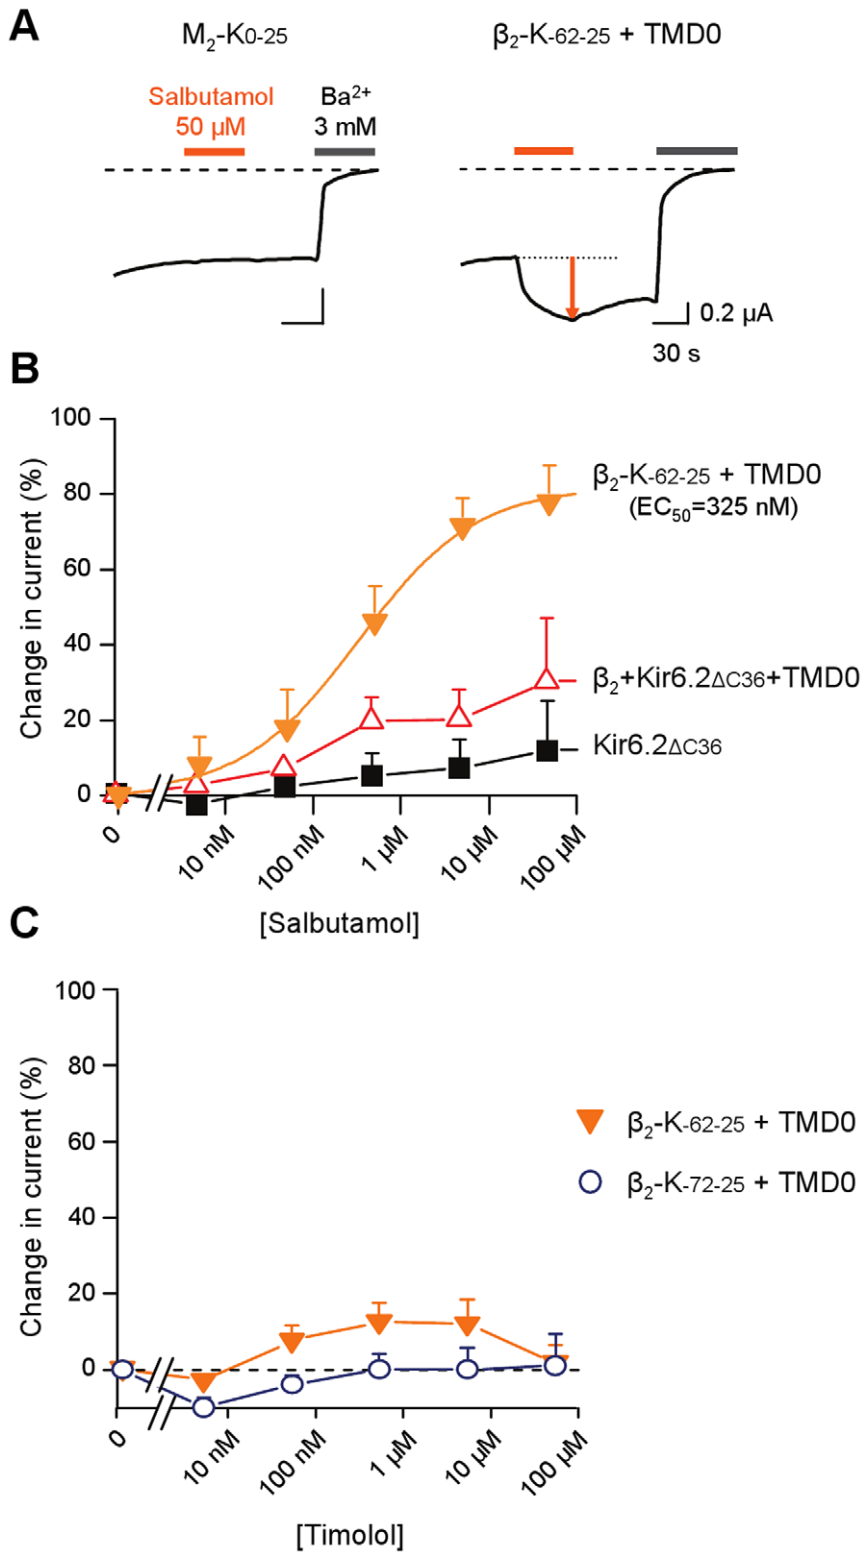 A
M₂-K0-25
β₂-K-62-25 + TMD0
Salbutamol
50 µM
Ba²⁺
3 mM
0.2 µA
30 s
B
Change in current (%)
100
80
60
40
20
0
β₂-K-62-25 + TMD0
(EC₅₀=325 nM)
β₂+Kir6.2ΔC36+TMD0
Kir6.2ΔC36
0
10 nM
100 nM
1 µM
10 µM
100 µM
[Salbutamol]
C
Change in current (%)
100
80
60
40
20
0
β₂-K-62-25 + TMD0
β₂-K-72-25 + TMD0
0
10 nM
100 nM
1 µM
10 µM
100 µM
[Timolol]